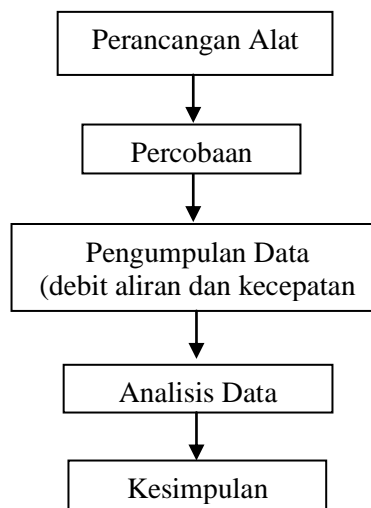 Perancangan Alat
Percobaan
Pengumpulan Data
(debit aliran dan kecepatan
Analisis Data
Kesimpulan